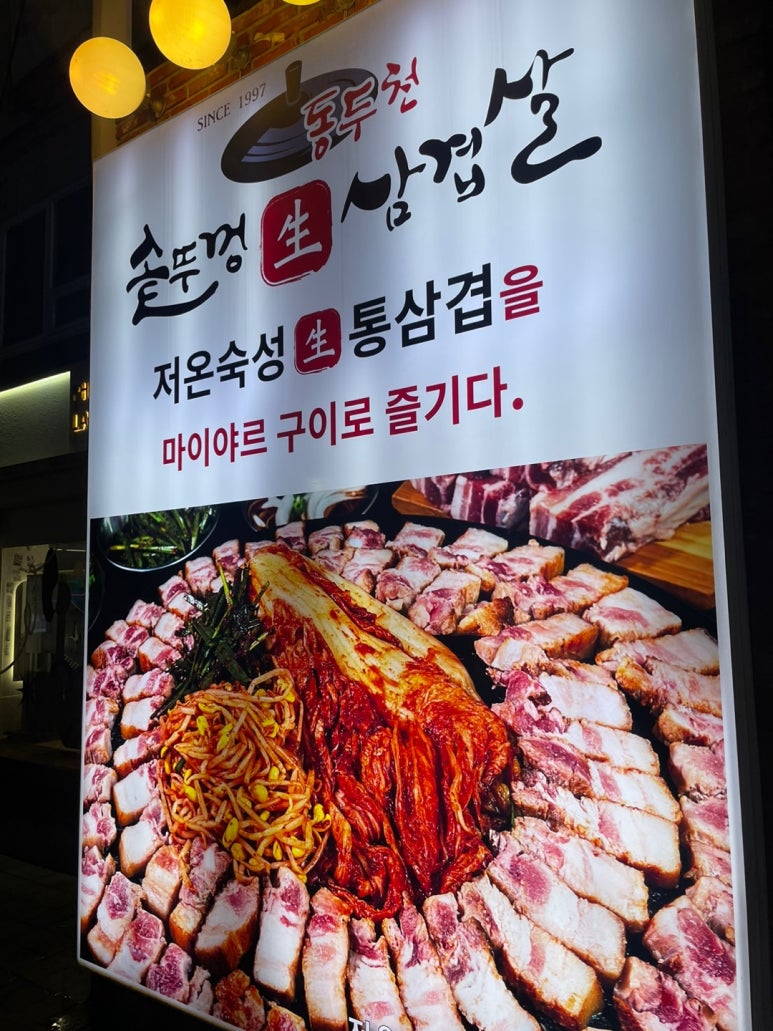 SINCE 1997
동두천
솥뚜껑 生 삼겹살
저온숙성 生 통삼겹을
마이야르 구이로 즐기다.